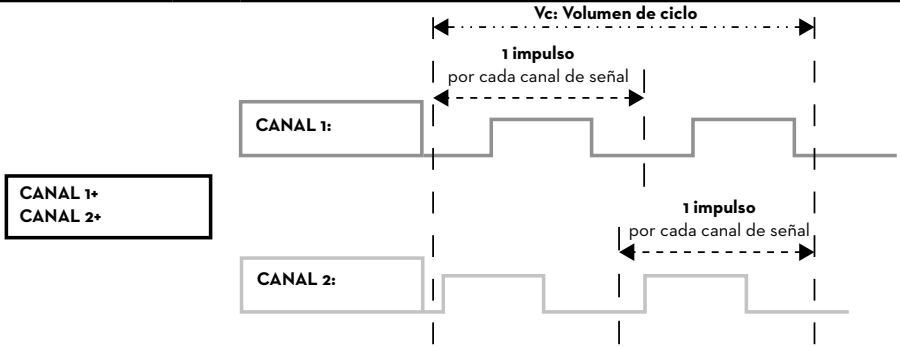 Vc: Volumen de ciclo
1 impulso
por cada canal de señal
CANAL 1:
CANAL 1+
CANAL 2+
1 impulso
por cada canal de señal
CANAL 2: